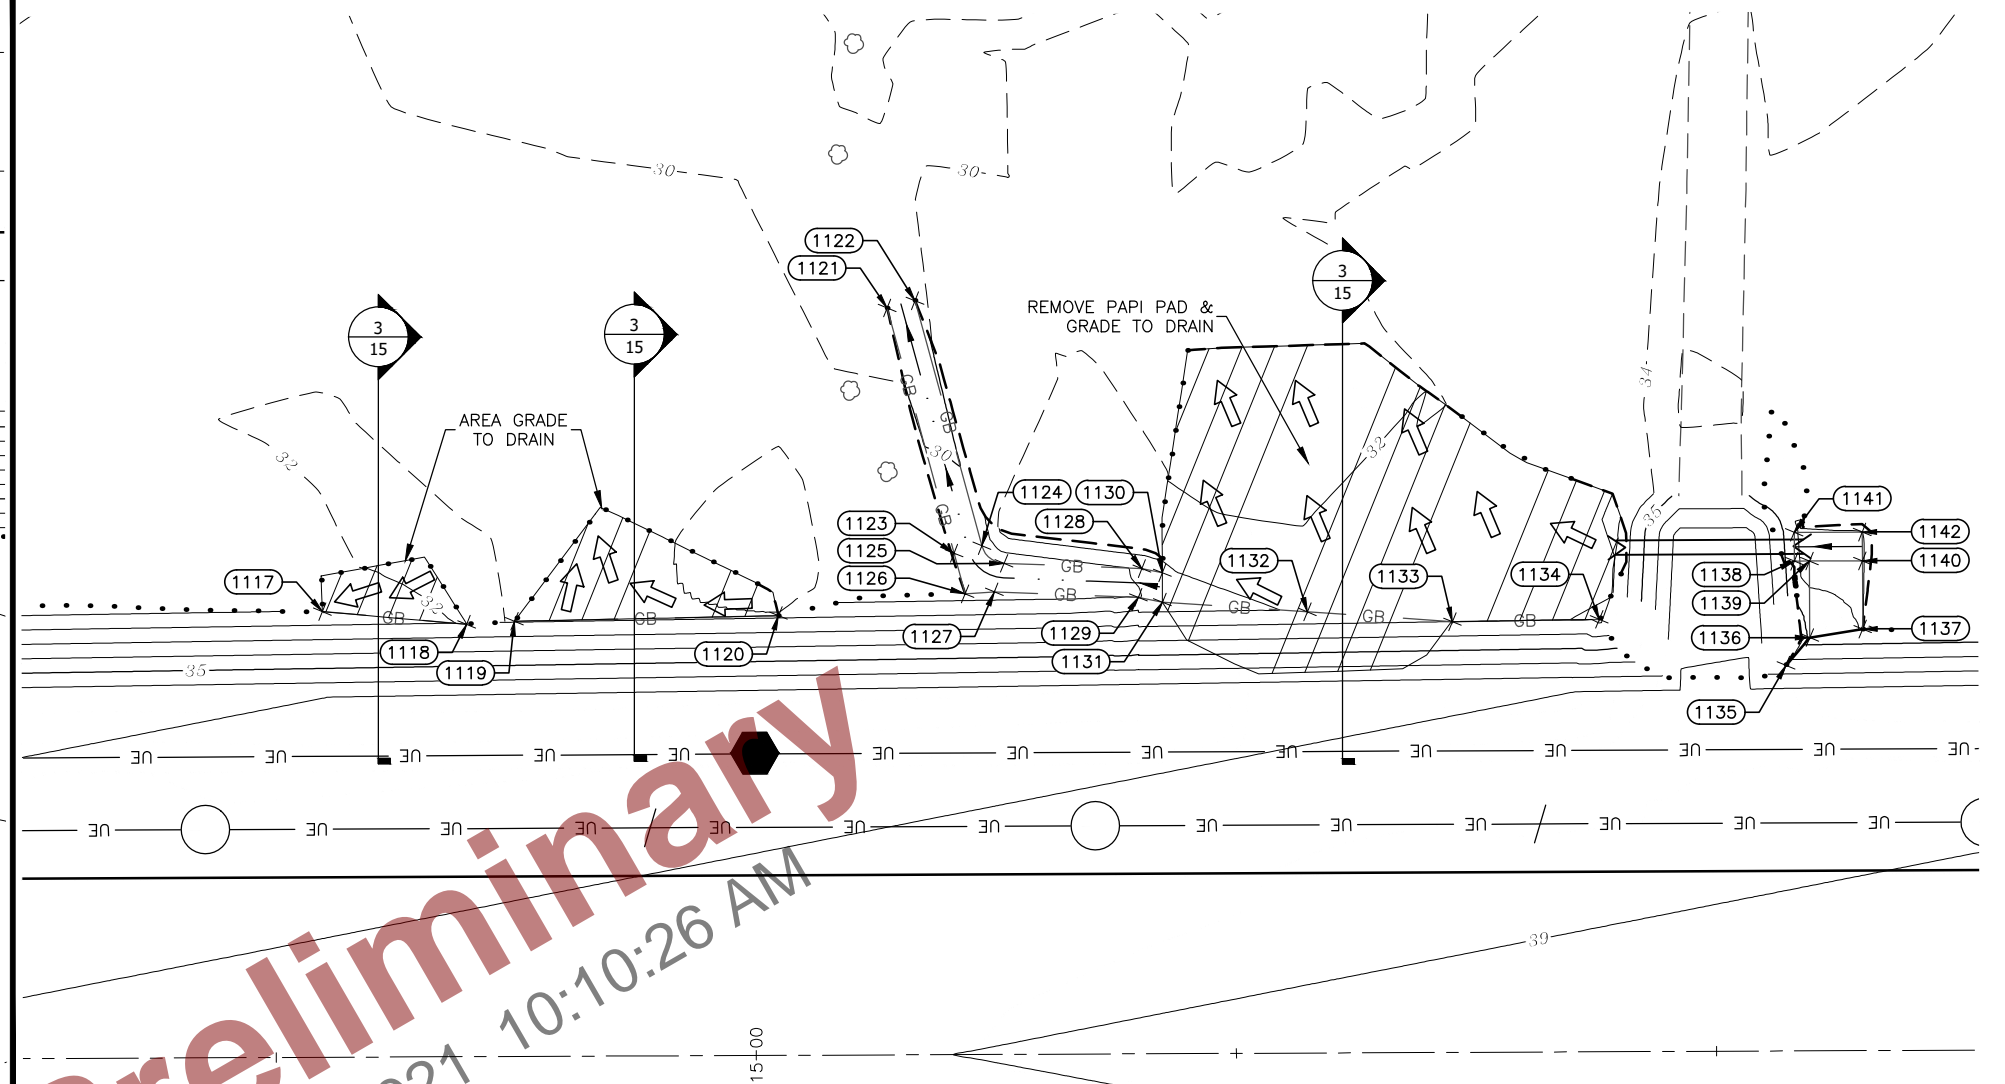 30
30
1122
1121
3
15
3
15
3
15
REMOVE PAPI PAD &
GRADE TO DRAIN
34
GB
GB
AREA GRADE
TO DRAIN
32
30
32
1124
1130
1141
GB
1123
1128
35
1142
1125
1132
1140
1117
1126
GB
1133
1134
1138
32
GB
GB
GB
GB
GB
GB
1139
1118
1127
1129
1136
1137
1119
1120
1131
35
1135
UE UE UE UE UE UE UE UE UE UE UE UE UE UE
UE UE UE UE UE UE UE UE UE UE UE UE UE
39
15+00
reliminary
021 10:10:26 AM